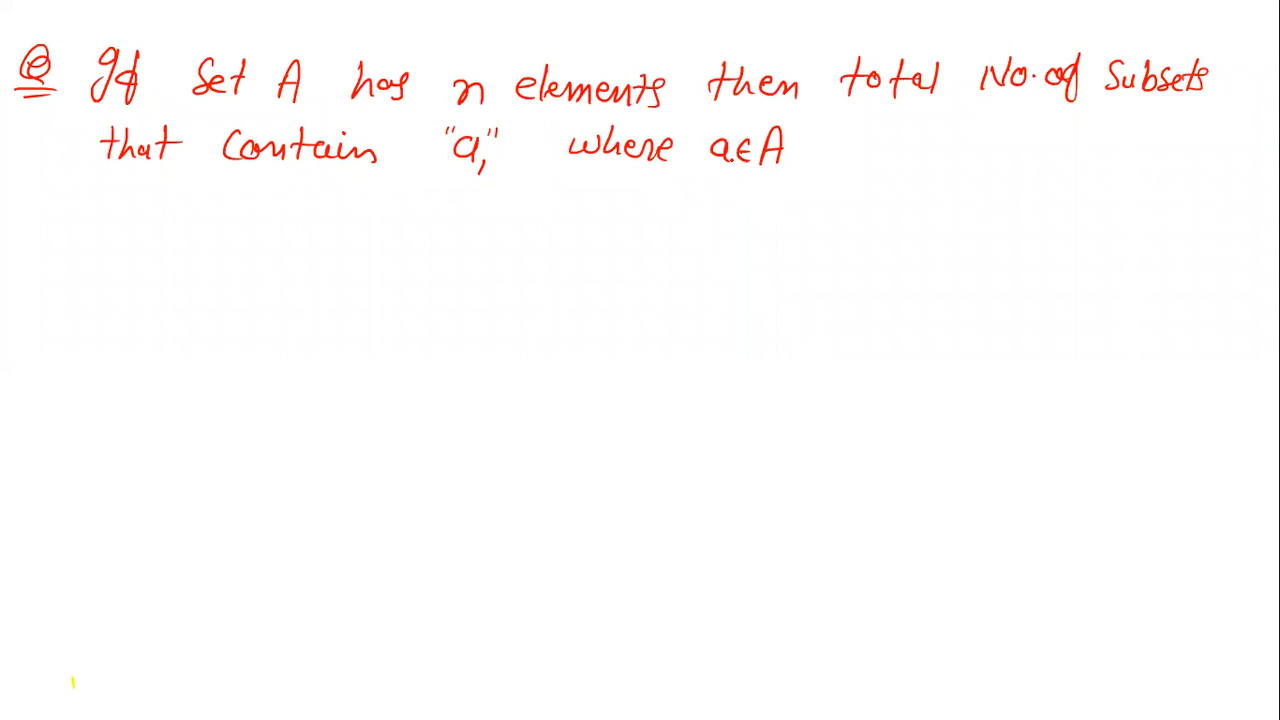 Q If Set A has n elements then total No. of Subsets
that contain "a," where a∈A